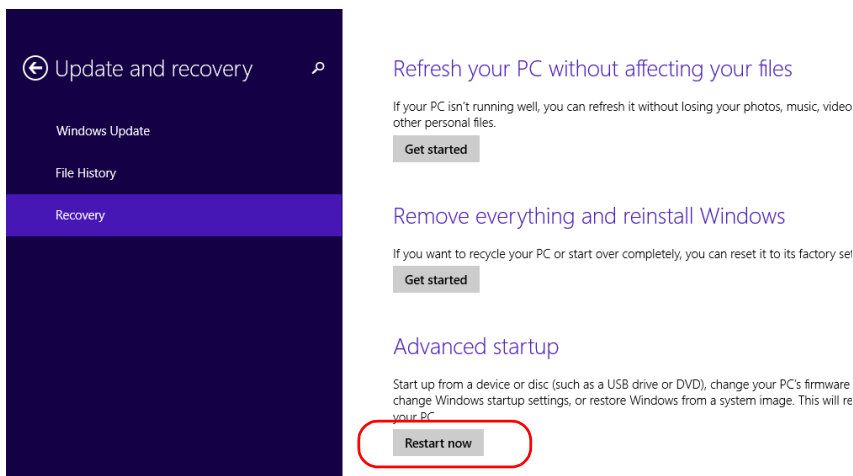 Update and recovery
Windows Update
File History
Recovery
Refresh your PC without affecting your files
If your PC isn't running well, you can refresh it without losing your photos, music, video
other personal files.
Get started
Remove everything and reinstall Windows
If you want to recycle your PC or start over completely, you can reset it to its factory set
Get started
Advanced startup
Start up from a device or disc (such as a USB drive or DVD), change your PC's firmware
change Windows startup settings, or restore Windows from a system image. This will re
your PC
Restart now